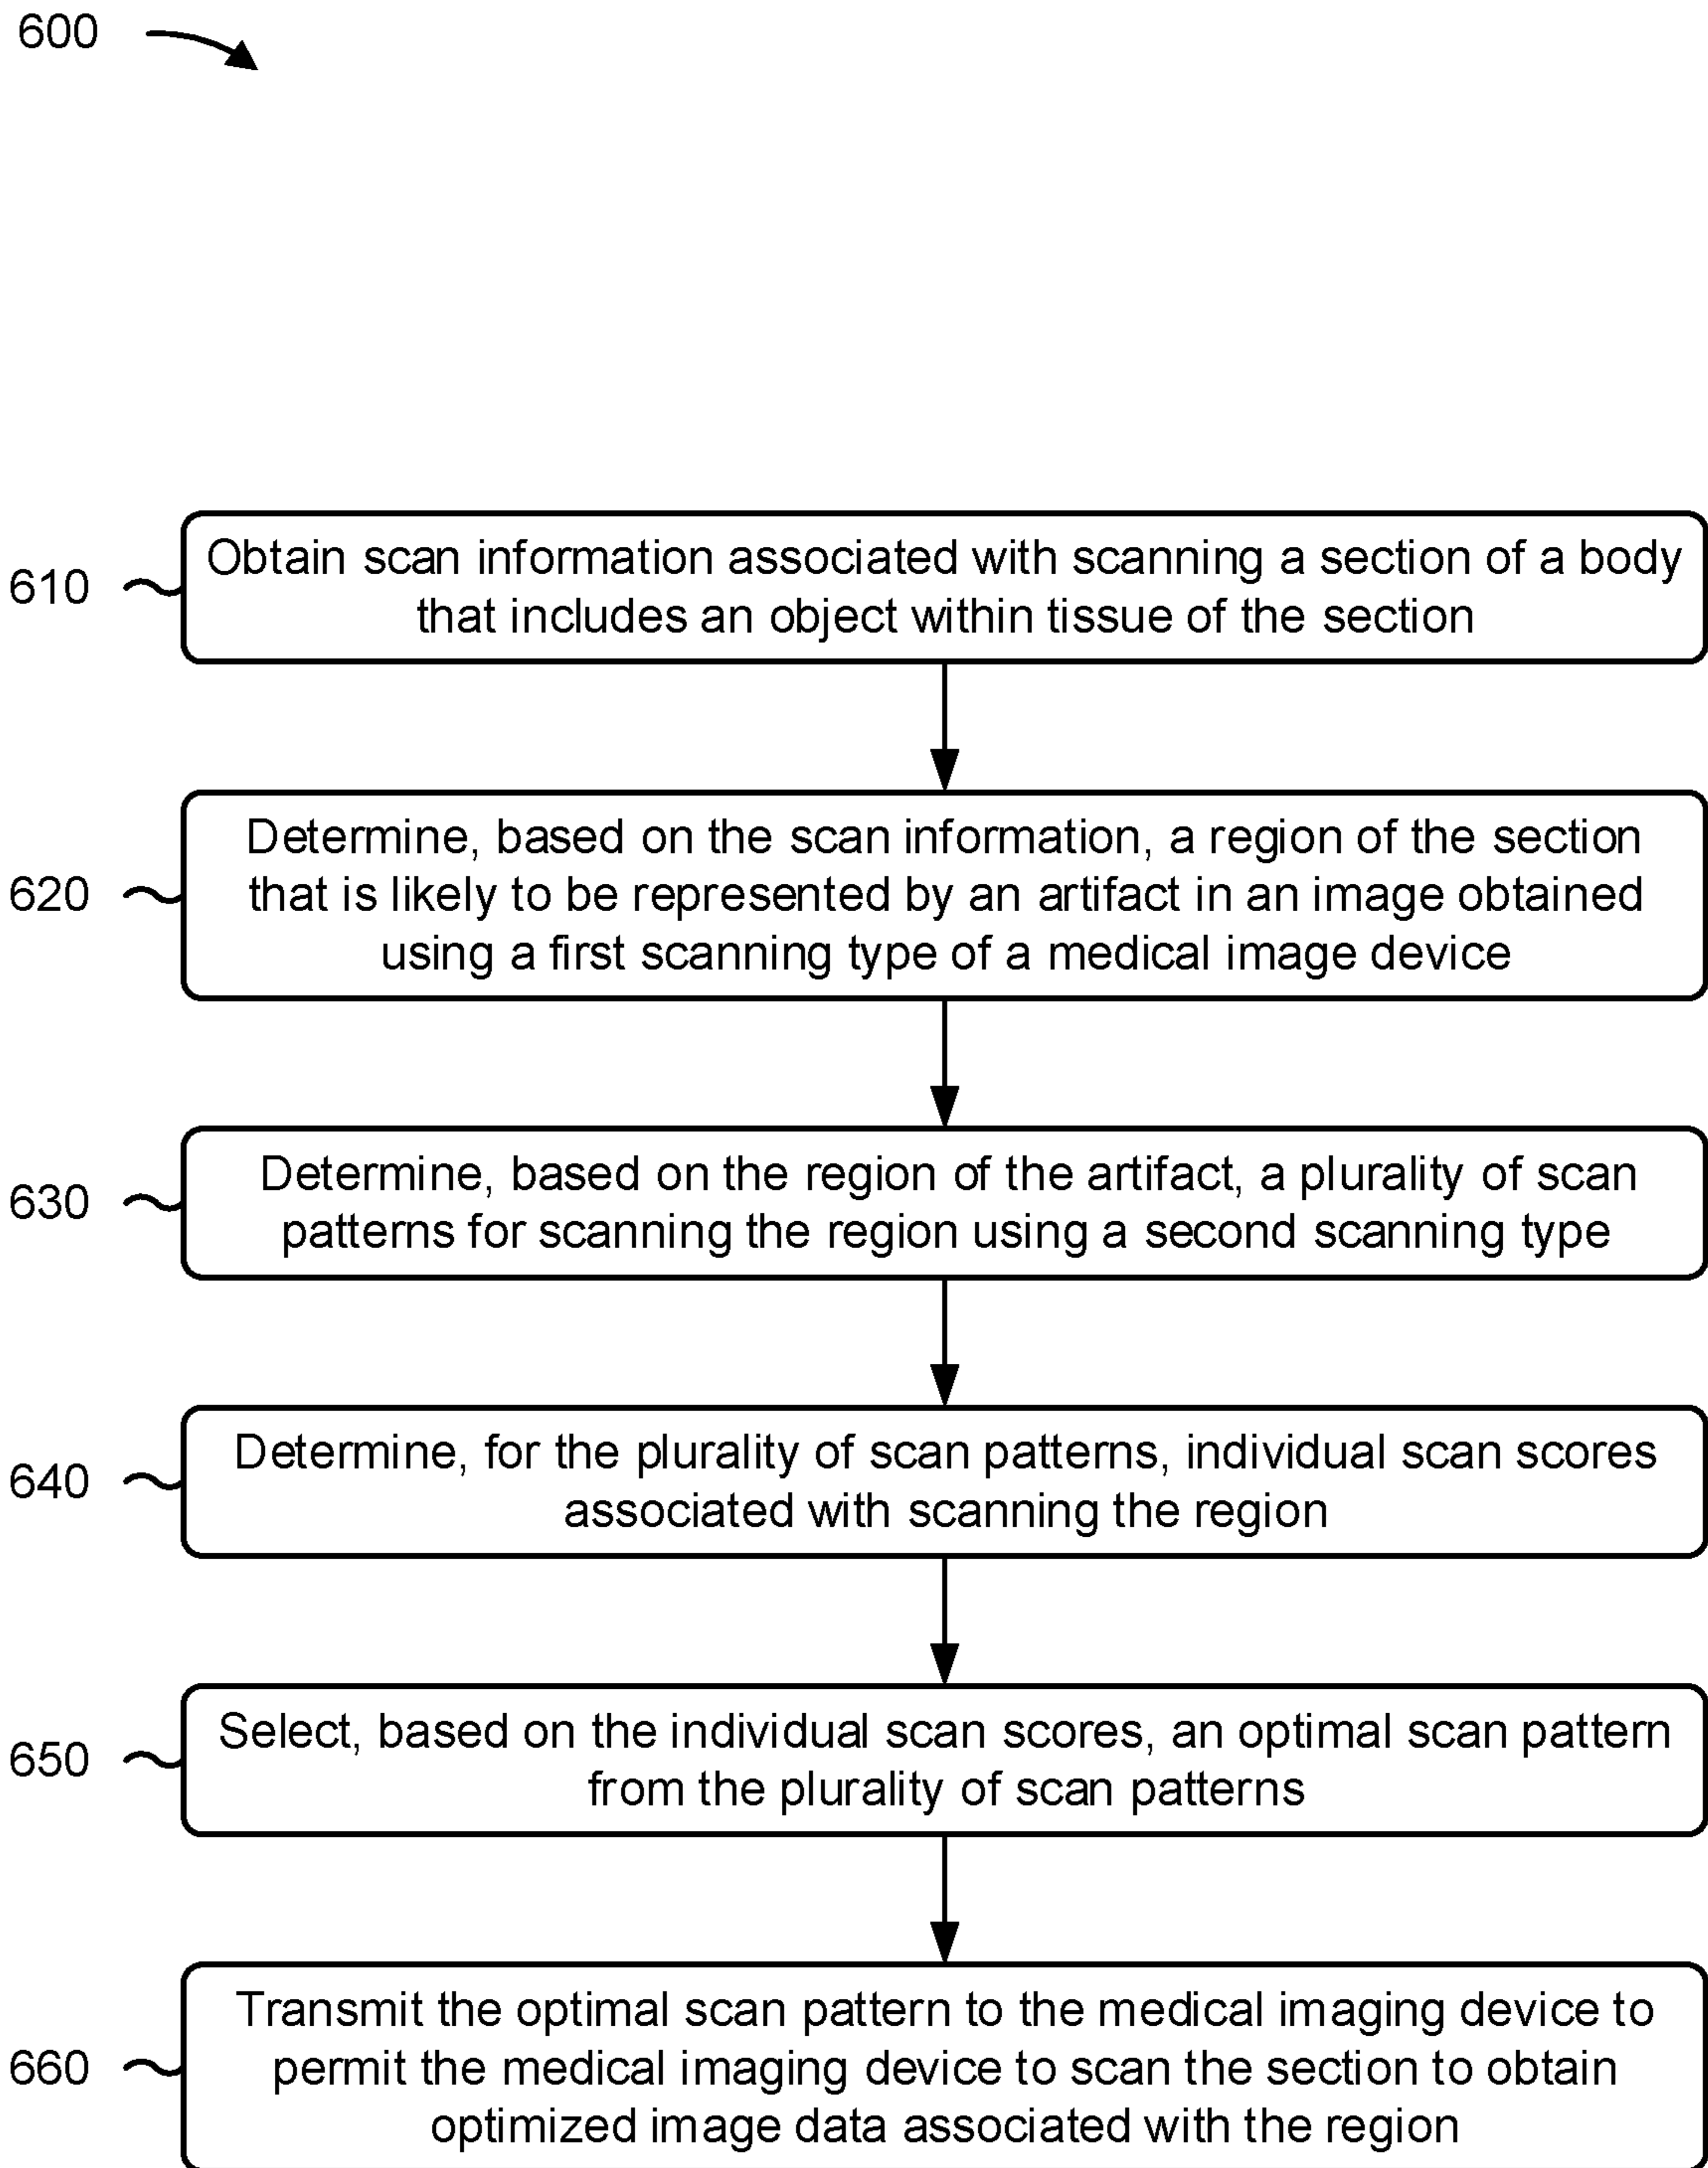 600
610
Obtain scan information associated with scanning a section of a body
that includes an object within tissue of the section
620
Determine, based on the scan information, a region of the section
that is likely to be represented by an artifact in an image obtained
using a first scanning type of a medical image device
630
Determine, based on the region of the artifact, a plurality of scan
patterns for scanning the region using a second scanning type
640
Determine, for the plurality of scan patterns, individual scan scores
associated with scanning the region
650
Select, based on the individual scan scores, an optimal scan pattern
from the plurality of scan patterns
660
Transmit the optimal scan pattern to the medical imaging device to
permit the medical imaging device to scan the section to obtain
optimized image data associated with the region